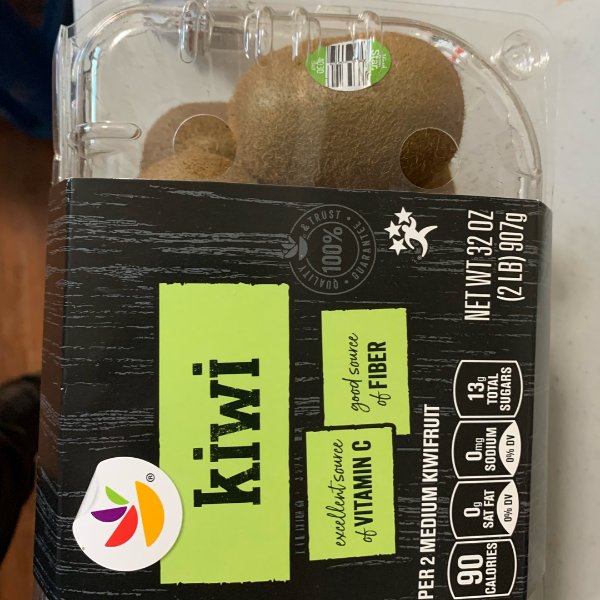 kiwi
excellent source
of VITAMIN C
good source
of FIBER
QUALITY & TRUST • GUARANTEE •
100%
NET WT 32 OZ
(2 LB) 907g
PER 2 MEDIUM KIWIFRUIT
90
CALORIES
0g
SAT FAT
0% DV
0mg
SODIUM
0% DV
13g
TOTAL
SUGARS
®